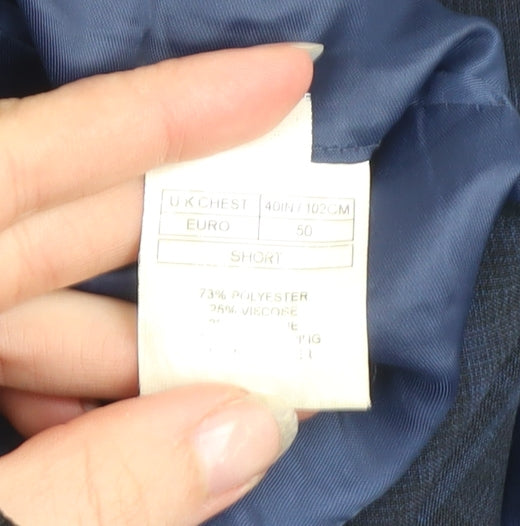 U K CHEST 40IN / 102CM
EURO 50
SHORT
73% POLYESTER
25% VISCOSE